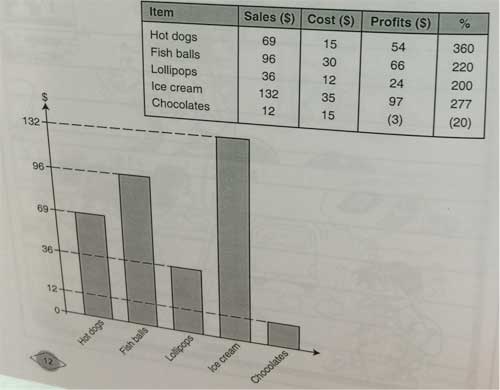 Item Sales ($) Cost ($) Profits ($) %
Hot dogs 69 15 54 360
Fish balls 96 30 66 220
Lollipops 36 12 24 200
Ice cream 132 35 97 277
Chocolates 12 15 (3) (20)
$
132
96
69
36
12
0
Hot dogs
Fish balls
Lollipops
Ice cream
Chocolates
12